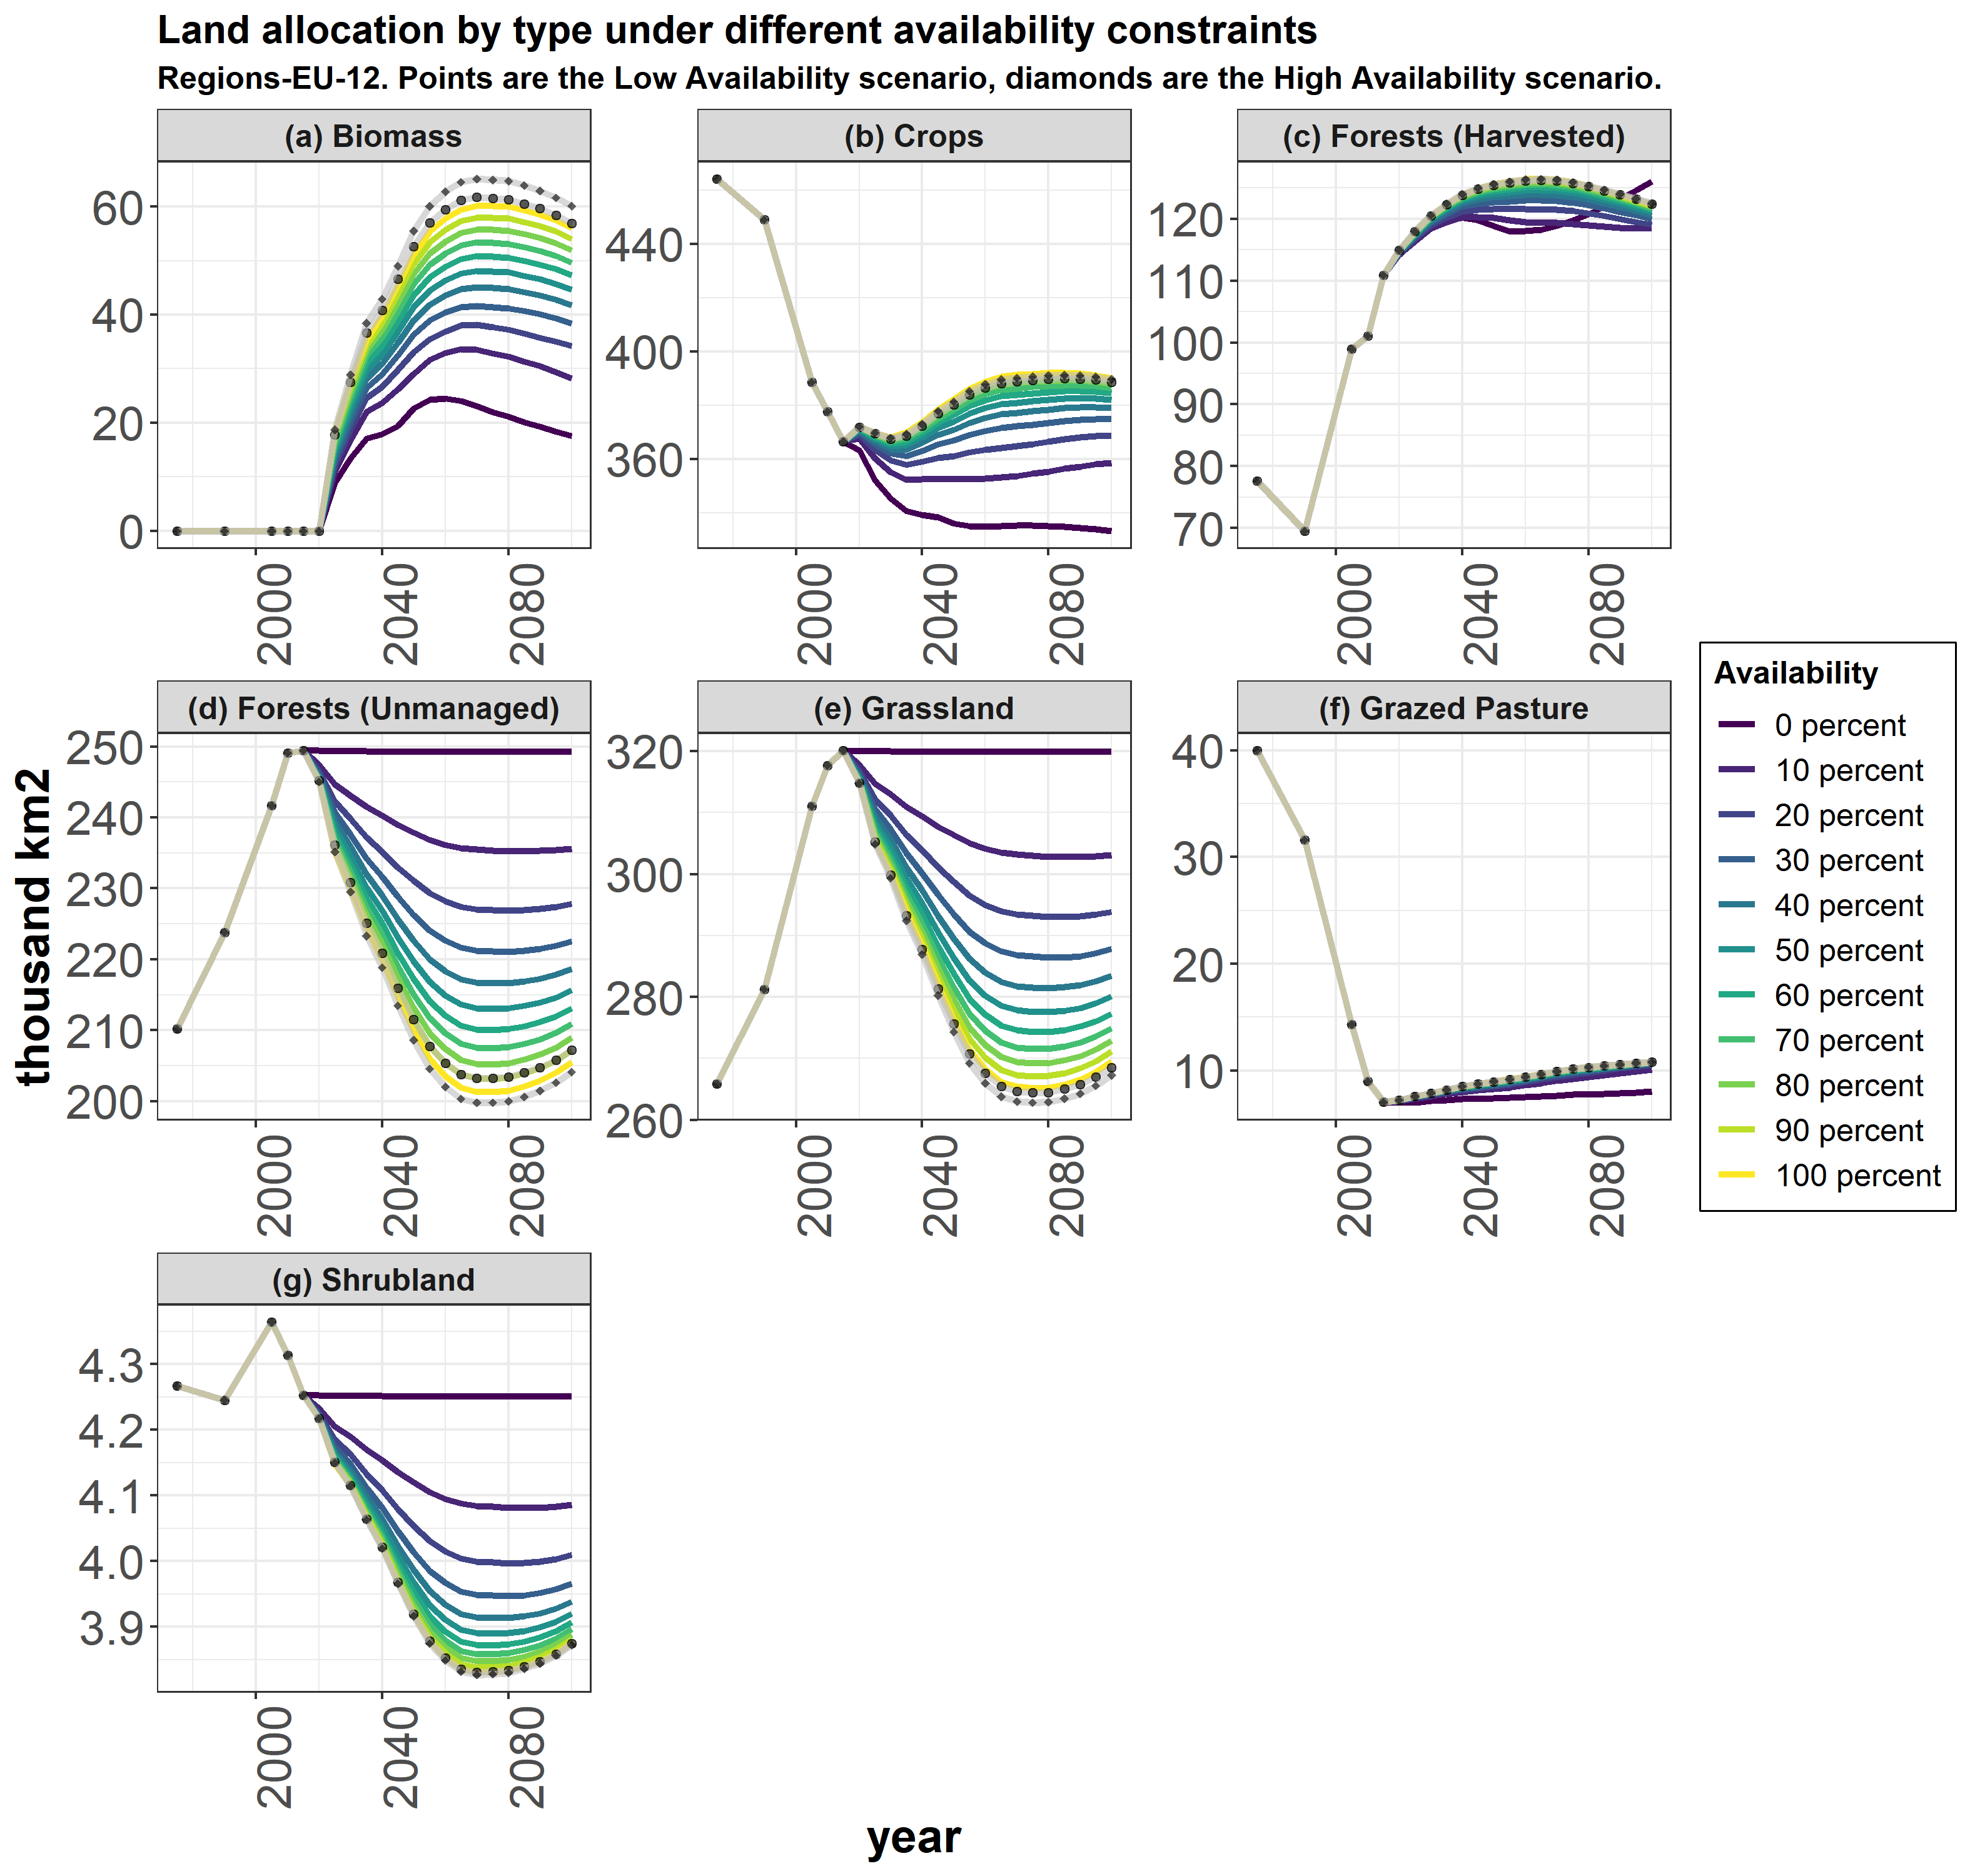 Land allocation by type under different availability constraints
Regions-EU-12. Points are the Low Availability scenario, diamonds are the High Availability scenario.
(a) Biomass
60
40
20
0
2000
2040
2080
(b) Crops
440
400
360
2000
2040
2080
(c) Forests (Harvested)
120
110
100
90
80
70
2000
2040
2080
thousand km2
(d) Forests (Unmanaged)
250
240
230
220
210
200
2000
2040
2080
(e) Grassland
320
300
280
260
2000
2040
2080
(f) Grazed Pasture
40
30
20
10
2000
2040
2080
(g) Shrubland
4.3
4.2
4.1
4.0
3.9
2000
2040
2080
year
Availability
0 percent
10 percent
20 percent
30 percent
40 percent
50 percent
60 percent
70 percent
80 percent
90 percent
100 percent